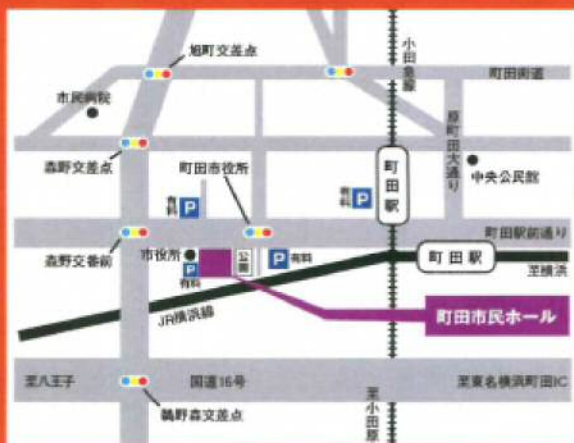 旭町交差点
小田急線
町田街道
市民病院
原町田大通り
森野交差点
町田市役所
町田駅
中央公民館
有料
P
有料
P
町田駅前通り
森野交番前
市役所
公園
P
有料
町田駅
至横浜
P
有料
JR横浜線
町田市民ホール
至八王子
国道16号
至東名横浜町田IC
鵜野森交差点
至小田原